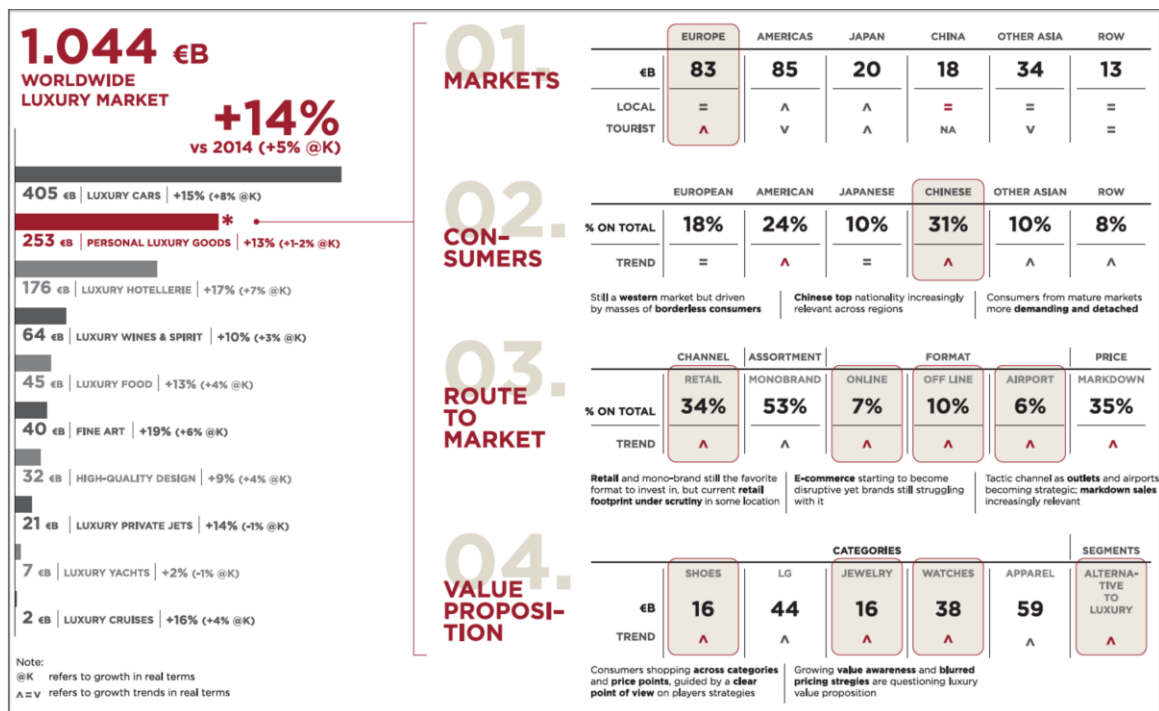 1.044 €B
WORLDWIDE
LUXURY MARKET
+14%
vs 2014 (+5% @K)
405 €B | LUXURY CARS | +15% (+8% @K)
*
253 €B | PERSONAL LUXURY GOODS | +13% (+1-2% @K)
176 €B | LUXURY HOTELLERIE | +17% (+7% @K)
64 €B | LUXURY WINES & SPIRIT | +10% (+3% @K)
45 €B | LUXURY FOOD | +13% (+4% @K)
40 €B | FINE ART | +19% (+6% @K)
32 €B | HIGH-QUALITY DESIGN | +9% (+4% @K)
21 €B | LUXURY PRIVATE JETS | +14% (-1% @K)
7 €B | LUXURY YACHTS | +2% (-1% @K)
2 €B | LUXURY CRUISES | +16% (+4% @K)
Note:
@K refers to growth in real terms
∧=∨ refers to growth trends in real terms
01.
MARKETS
EUROPE AMERICAS JAPAN CHINA OTHER ASIA ROW
€B 83 85 20 18 34 13
LOCAL = ∧ ∧ = = =
TOURIST ∧ ∨ ∧ NA ∨ =
02.
CON-
SUMERS
EUROPEAN AMERICAN JAPANESE CHINESE OTHER ASIAN ROW
% ON TOTAL 18% 24% 10% 31% 10% 8%
TREND = ∧ = ∧ ∧ ∧
Still a western market but driven
by masses of borderless consumers
Chinese top nationality increasingly
relevant across regions
Consumers from mature markets
more demanding and detached
03.
ROUTE
TO
MARKET
CHANNEL ASSORTMENT FORMAT PRICE
RETAIL MONOBRAND ONLINE OFF LINE AIRPORT MARKDOWN
% ON TOTAL 34% 53% 7% 10% 6% 35%
TREND ∧ ∧ ∧ ∧ ∧ ∧
Retail and mono-brand still the favorite
format to invest in, but current retail
footprint under scrutiny in some location
E-commerce starting to become
disruptive yet brands still struggling
with it
Tactic channel as outlets and airports
becoming strategic; markdown sales
increasingly relevant
04.
VALUE
PROPOSI-
TION
CATEGORIES SEGMENTS
SHOES LG JEWELRY WATCHES APPAREL ALTERNA-
TIVE
TO
LUXURY
€B 16 44 16 38 59
TREND ∧ ∧ ∧ ∧ ∧ ∧
Consumers shopping across categories
and price points, guided by a clear
point of view on players strategies
Growing value awareness and blurred
pricing stregies are questioning luxury
value proposition